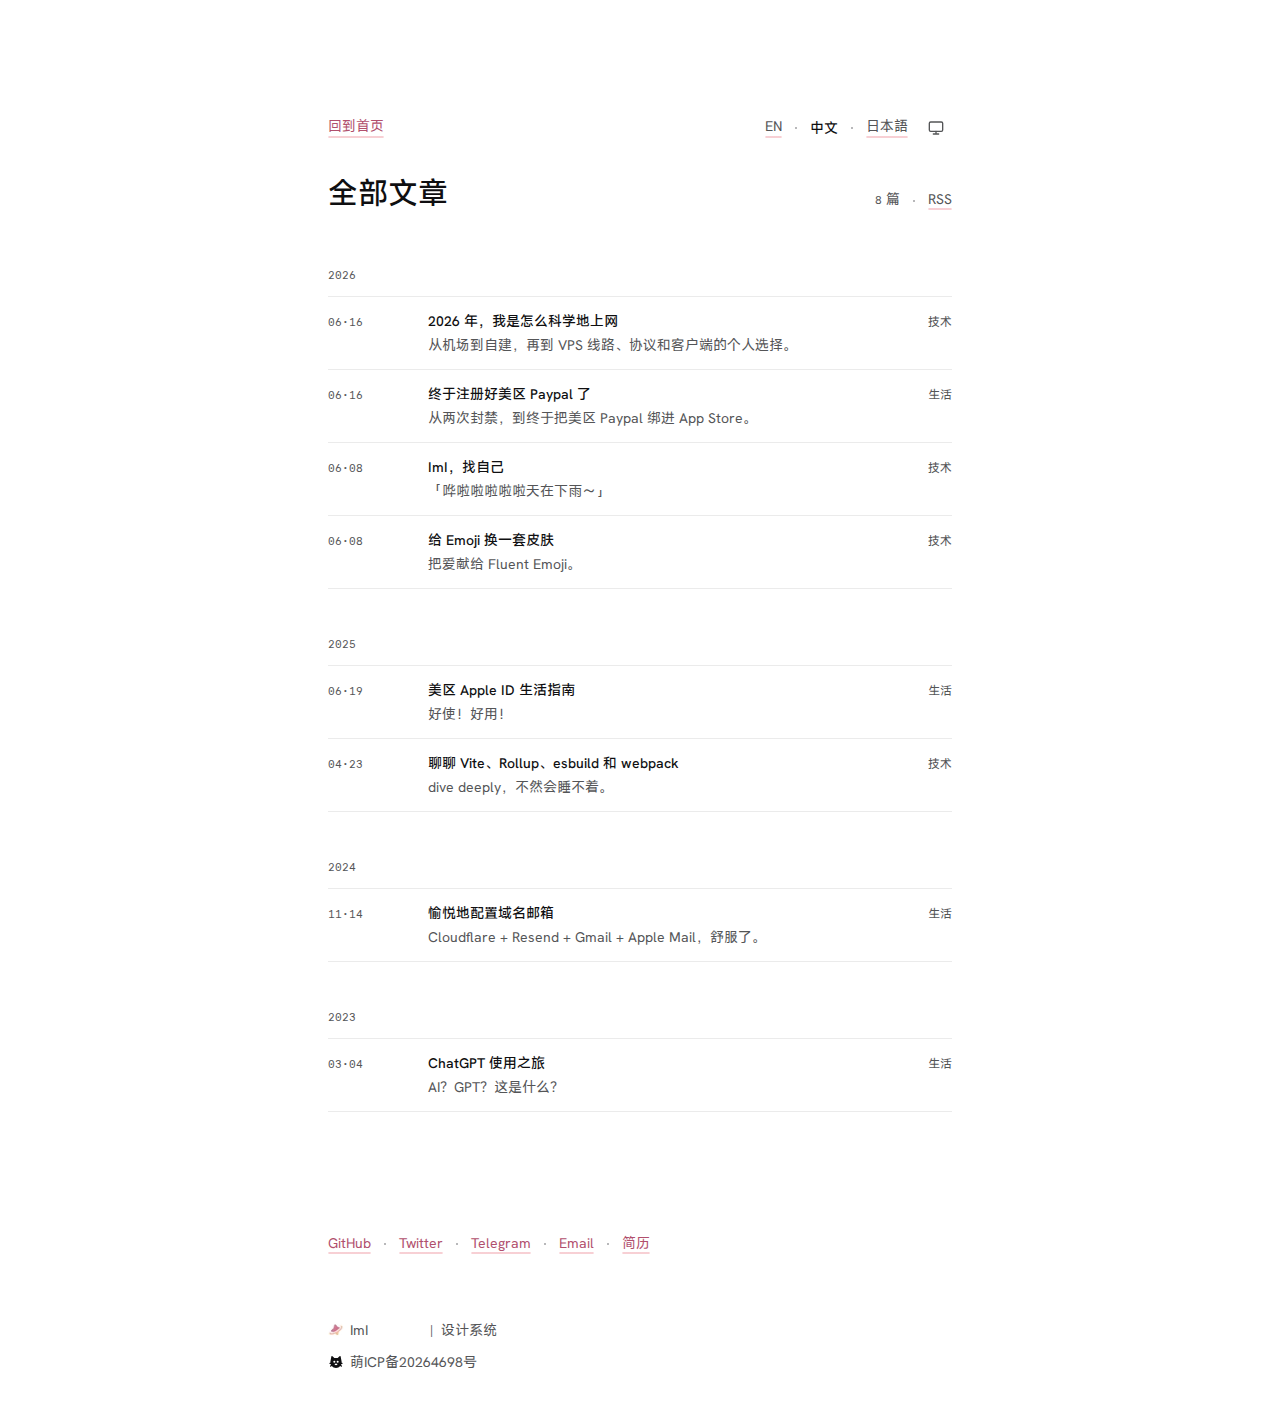 回到首页
EN · 中文 · 日本語
全部文章
8 篇 · RSS
2026
06·16 2026 年，我是怎么科学地上网 技术
从机场到自建，再到 VPS 线路、协议和客户端的个人选择。
06·16 终于注册好美区 Paypal 了 生活
从两次封禁，到终于把美区 Paypal 绑进 App Store。
06·08 lml，找自己 技术
「哗啦啦啦啦啦天在下雨～」
06·08 给 Emoji 换一套皮肤 技术
把爱献给 Fluent Emoji。
2025
06·19 美区 Apple ID 生活指南 生活
好使！好用！
04·23 聊聊 Vite、Rollup、esbuild 和 webpack 技术
dive deeply，不然会睡不着。
2024
11·14 愉悦地配置域名邮箱 生活
Cloudflare + Resend + Gmail + Apple Mail，舒服了。
2023
03·04 ChatGPT 使用之旅 生活
AI？GPT？这是什么？
GitHub · Twitter · Telegram · Email · 简历
lml | 设计系统
萌ICP备20264698号